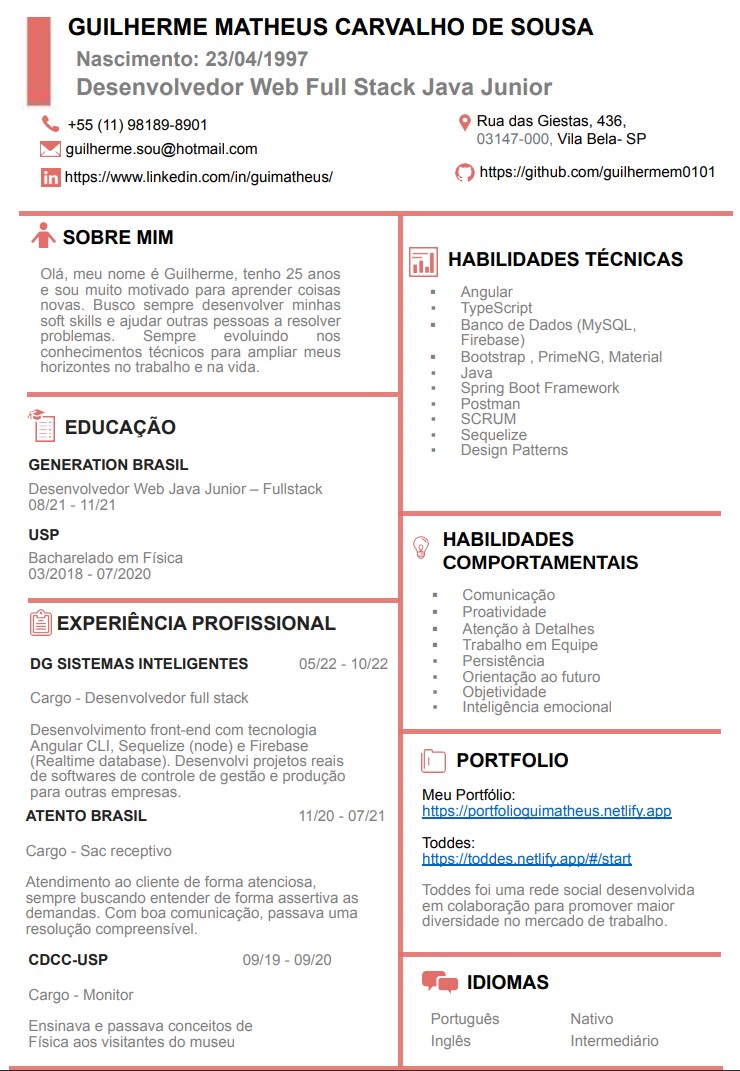 GUILHERME MATHEUS CARVALHO DE SOUSA
Nascimento: 23/04/1997
Desenvolvedor Web Full Stack Java Junior
+55 (11) 98189-8901
guilherme.sou@hotmail.com
https://www.linkedin.com/in/guimatheus/
Rua das Giestas, 436,
03147-000, Vila Bela- SP
https://github.com/guilhermem0101
SOBRE MIM
Olá, meu nome é Guilherme, tenho 25 anos
e sou muito motivado para aprender coisas
novas. Busco sempre desenvolver minhas
soft skills e ajudar outras pessoas a resolver
problemas. Sempre evoluindo nos
conhecimentos técnicos para ampliar meus
horizontes no trabalho e na vida.
EDUCAÇÃO
GENERATION BRASIL
Desenvolvedor Web Java Junior – Fullstack
08/21 - 11/21
USP
Bacharelado em Física
03/2018 - 07/2020
EXPERIÊNCIA PROFISSIONAL
DG SISTEMAS INTELIGENTES 05/22 - 10/22
Cargo - Desenvolvedor full stack
Desenvolvimento front-end com tecnologia
Angular CLI, Sequelize (node) e Firebase
(Realtime database). Desenvolvi projetos reais
de softwares de controle de gestão e produção
para outras empresas.
ATENTO BRASIL 11/20 - 07/21
Cargo - Sac receptivo
Atendimento ao cliente de forma atenciosa,
sempre buscando entender de forma assertiva as
demandas. Com boa comunicação, passava uma
resolução compreensível.
CDCC-USP 09/19 - 09/20
Cargo - Monitor
Ensinava e passava conceitos de
Física aos visitantes do museu
HABILIDADES TÉCNICAS
▪ Angular
▪ TypeScript
▪ Banco de Dados (MySQL,
Firebase)
▪ Bootstrap , PrimeNG, Material
▪ Java
▪ Spring Boot Framework
▪ Postman
▪ SCRUM
▪ Sequelize
▪ Design Patterns
HABILIDADES
COMPORTAMENTAIS
▪ Comunicação
▪ Proatividade
▪ Atenção à Detalhes
▪ Trabalho em Equipe
▪ Persistência
▪ Orientação ao futuro
▪ Objetividade
▪ Inteligência emocional
PORTFOLIO
Meu Portfólio:
https://portfolioguimatheus.netlify.app
Toddes:
https://toddes.netlify.app/#/start
Toddes foi uma rede social desenvolvida
em colaboração para promover maior
diversidade no mercado de trabalho.
IDIOMAS
Português Nativo
Inglês Intermediário